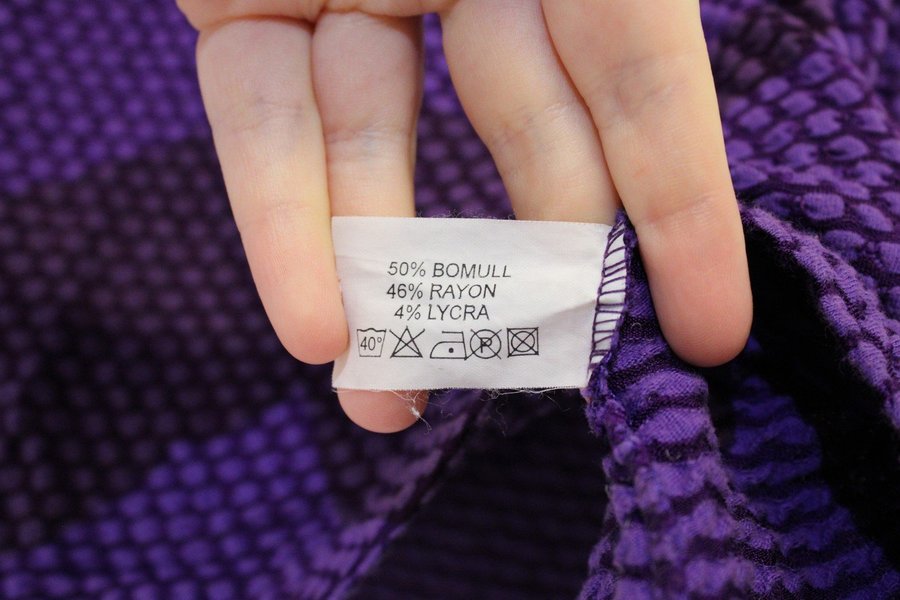 50% BOMULL
46% RAYON
4% LYCRA
40° P